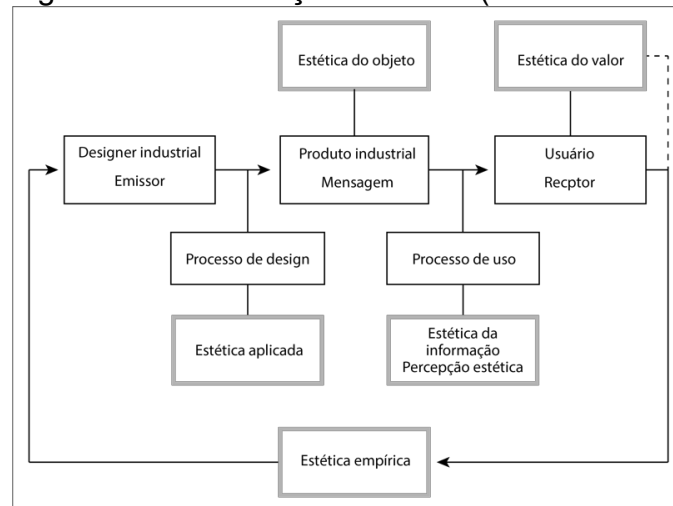 Estética do objeto
Estética do valor
Designer industrial
Emissor
Produto industrial
Mensagem
Usuário
Recptor
Processo de design
Processo de uso
Estética aplicada
Estética da
informação
Percepção estética
Estética empírica